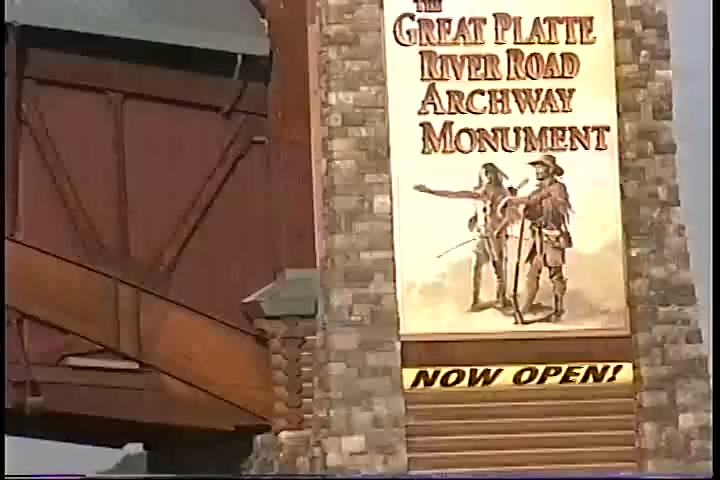 THE
GREAT PLATTE
RIVER ROAD
ARCHWAY
MONUMENT
NOW OPEN!